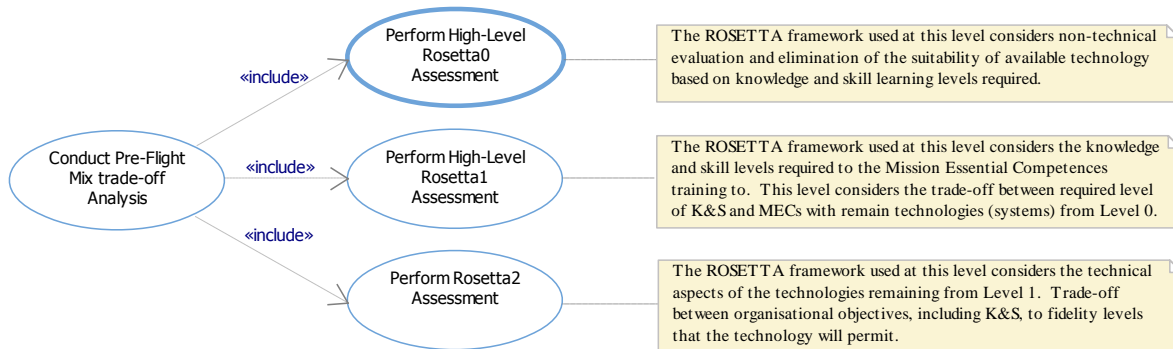 Perform High-Level
Rosetta0
Assessment
The ROSETTA framework used at this level considers non-technical
evaluation and elimination of the suitability of available technology
based on knowledge and skill learning levels required.
«include»
Conduct Pre-Flight
Mix trade-off
Analysis
«include»
Perform High-Level
Rosetta1
Assessment
The ROSETTA framework used at this level considers the knowledge
and skill levels required to the Mission Essential Competences
training to. This level considers the trade-off between required level
of K&S and MECs with remain technologies (systems) from Level 0.
«include»
Perform Rosetta2
Assessment
The ROSETTA framework used at this level considers the technical
aspects of the technologies remaining from Level 1. Trade-off
between organisational objectives, including K&S, to fidelity levels
that the technology will permit.